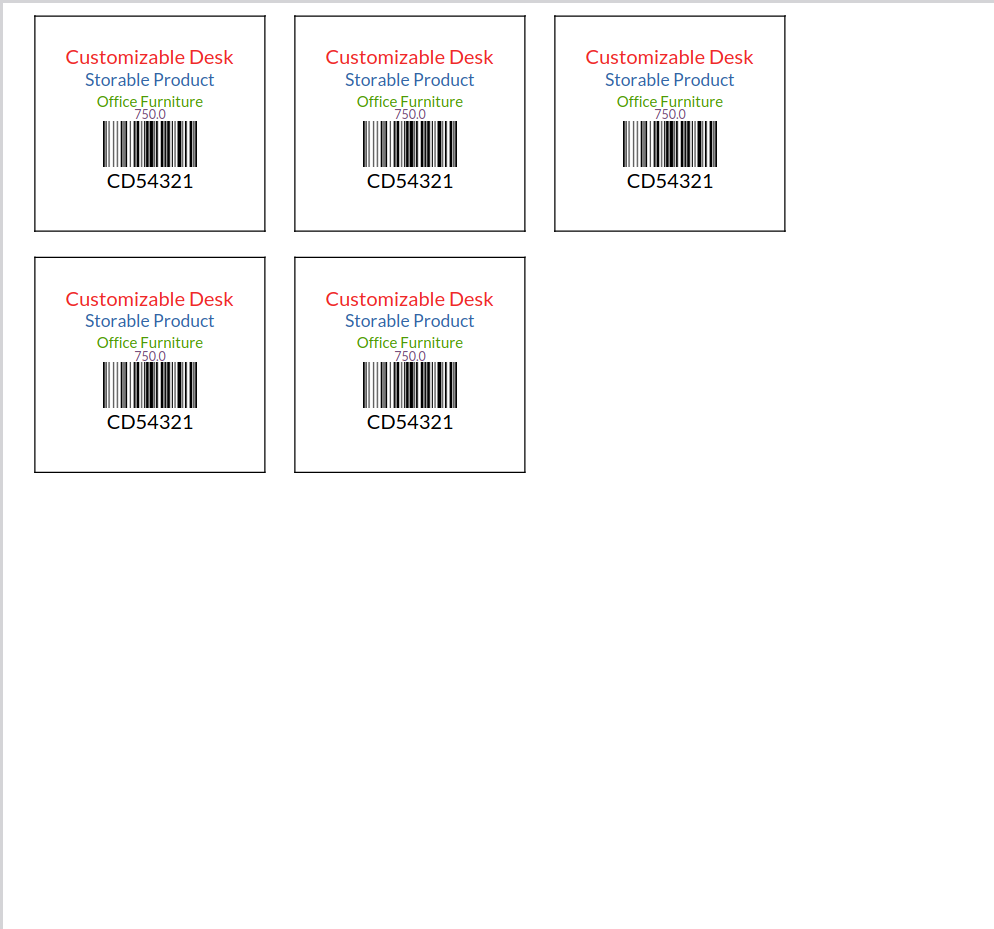 Customizable Desk
Storable Product
Office Furniture
750.0
CD54321
Customizable Desk
Storable Product
Office Furniture
750.0
CD54321
Customizable Desk
Storable Product
Office Furniture
750.0
CD54321
Customizable Desk
Storable Product
Office Furniture
750.0
CD54321
Customizable Desk
Storable Product
Office Furniture
750.0
CD54321